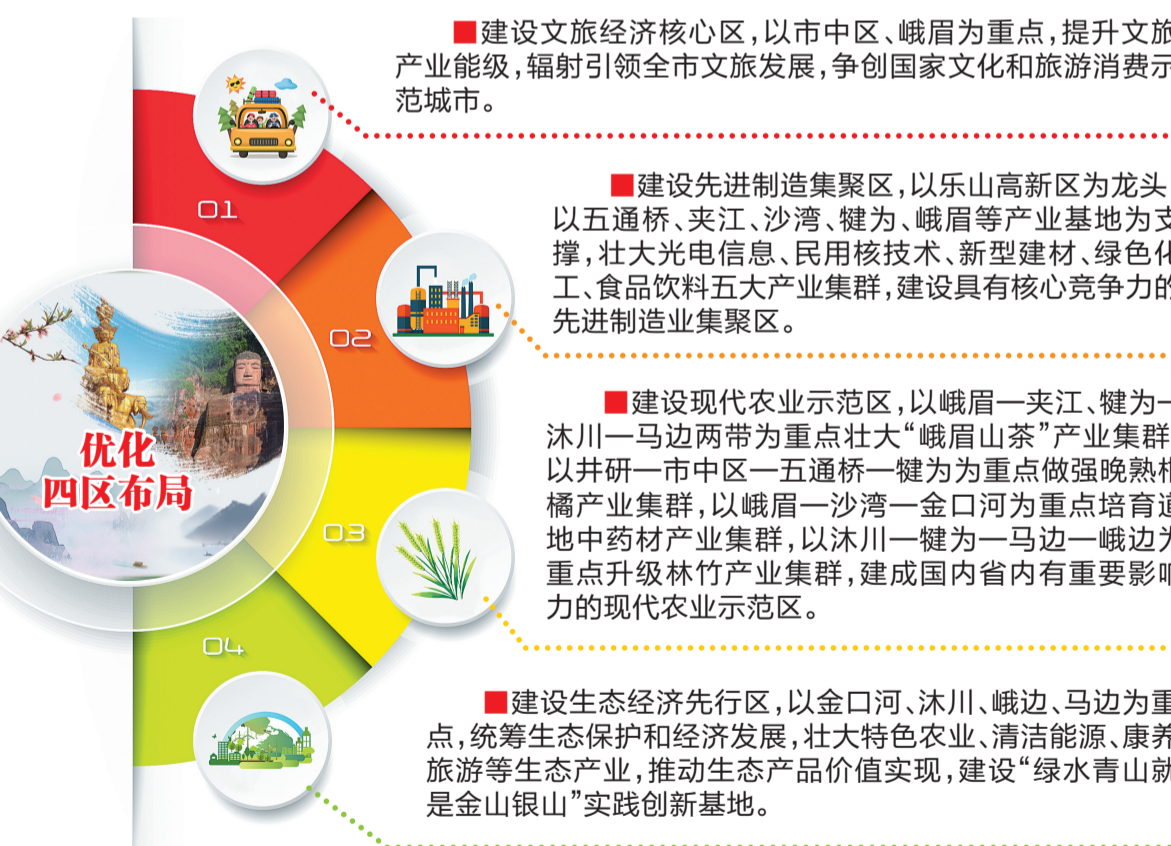 建设文旅经济核心区,以市中区、峨眉为重点,提升文旅
产业能级,辐射引领全市文旅发展,争创国家文化和旅游消费示
范城市。
01
建设先进制造集聚区,以乐山高新区为龙头
以五通桥、夹江、沙湾、犍为、峨眉等产业基地为支
撑,壮大光电信息、民用核技术、新型建材、绿色化
工、食品饮料五大产业集群,建设具有核心竞争力的
先进制造业集聚区。
02
优化
四区布局
建设现代农业示范区,以峨眉—夹江、犍为—
沐川—马边两带为重点壮大“峨眉山茶”产业集群
以井研—市中区—五通桥—犍为为重点做强晚熟柑
橘产业集群,以峨眉—沙湾—金口河为重点培育道
地中药材产业集群,以沐川—犍为—马边—峨边为
重点升级林竹产业集群,建成国内省内有重要影响
力的现代农业示范区。
03
04
建设生态经济先行区,以金口河、沐川、峨边、马边为重
点,统筹生态保护和经济发展,壮大特色农业、清洁能源、康养
旅游等生态产业,推动生态产品价值实现,建设“绿水青山就
是金山银山”实践创新基地。